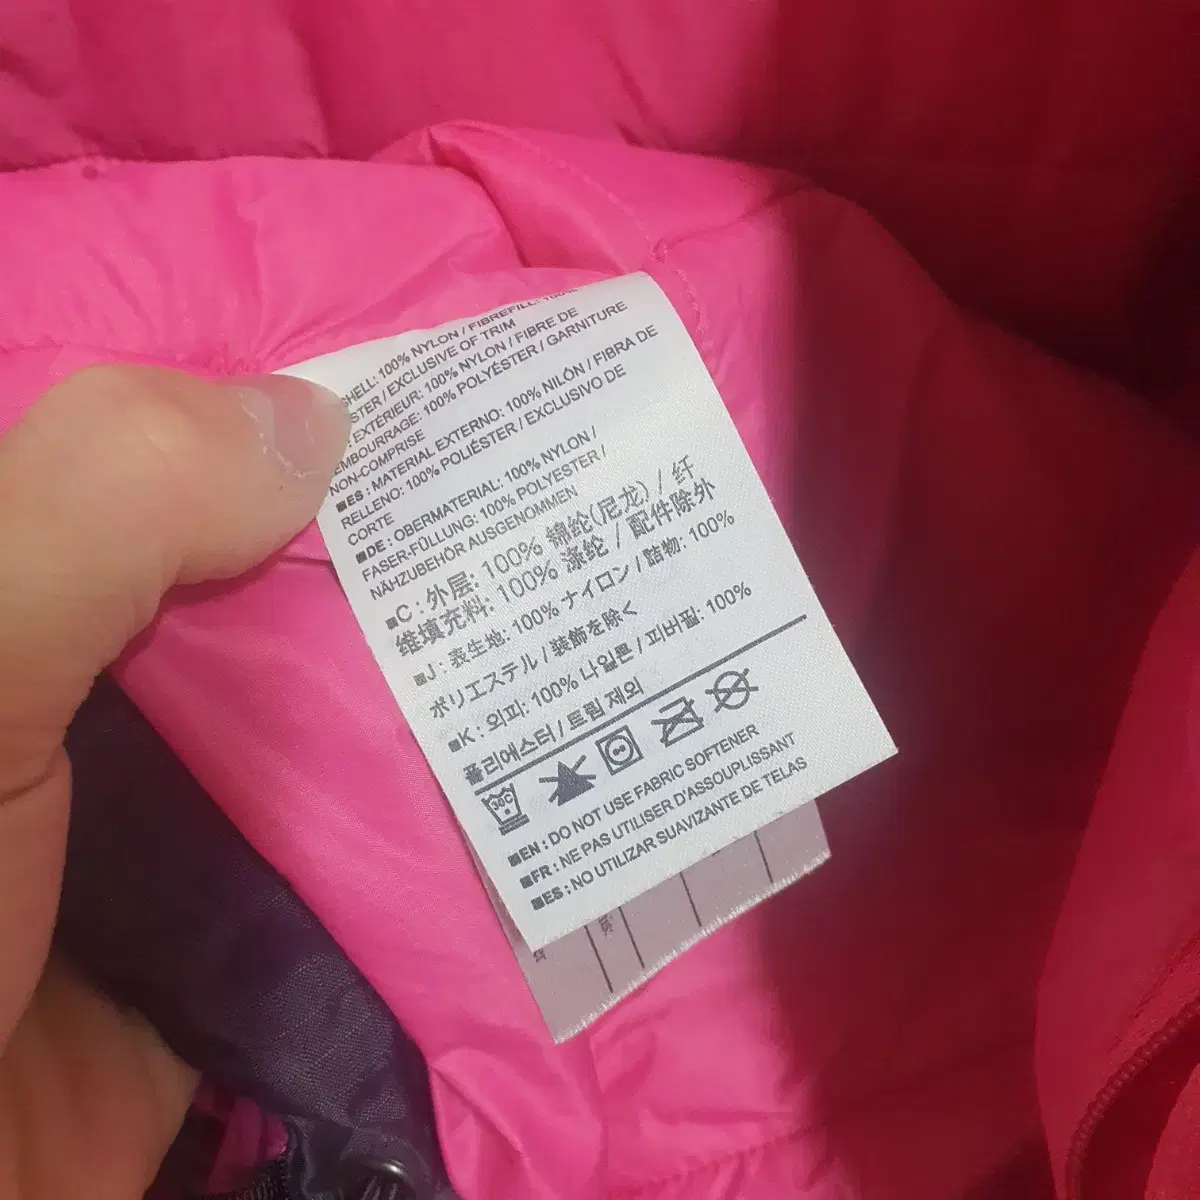 SHELL: 100% NYLON / FIBREFILL: 100%
STER / EXCLUSIVE OF TRIM
: EXTÉRIEUR: 100% NYLON / FIBRE DE
EMBOURRAGE: 100% POLYÉSTER / GARNITURE
NON-COMPRISE
■ES : MATERIAL EXTERNO: 100% NILÓN / FIBRA DE
RELLENO: 100% POLIÉSTER / EXCLUSIVO DE
CORTE
■DE : OBERMATERIAL: 100% NYLON /
FASER-FÜLLUNG: 100% POLYESTER /
NÄHZUBEHÖR AUSGENOMMEN
■C : 外层: 100% 锦纶(尼龙) / 纤
维填充料: 100% 涤纶 / 配件除外
■J : 表生地: 100% ナイロン / 詰物: 100%
ポリエステル / 装飾を除く
■K : 외피: 100% 나일론 / 피버필: 100%
폴리에스터 / 트림 제외
30C
■EN : DO NOT USE FABRIC SOFTENER
■FR : NE PAS UTILISER D'ASSOUPLISSANT
■ES : NO UTILIZAR SUAVIZANTE DE TELAS